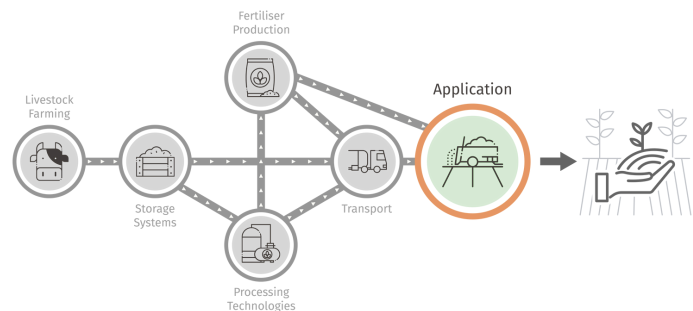 Fertiliser
Production
Application
Livestock
Farming
Storage
Systems
Transport
Processing
Technologies